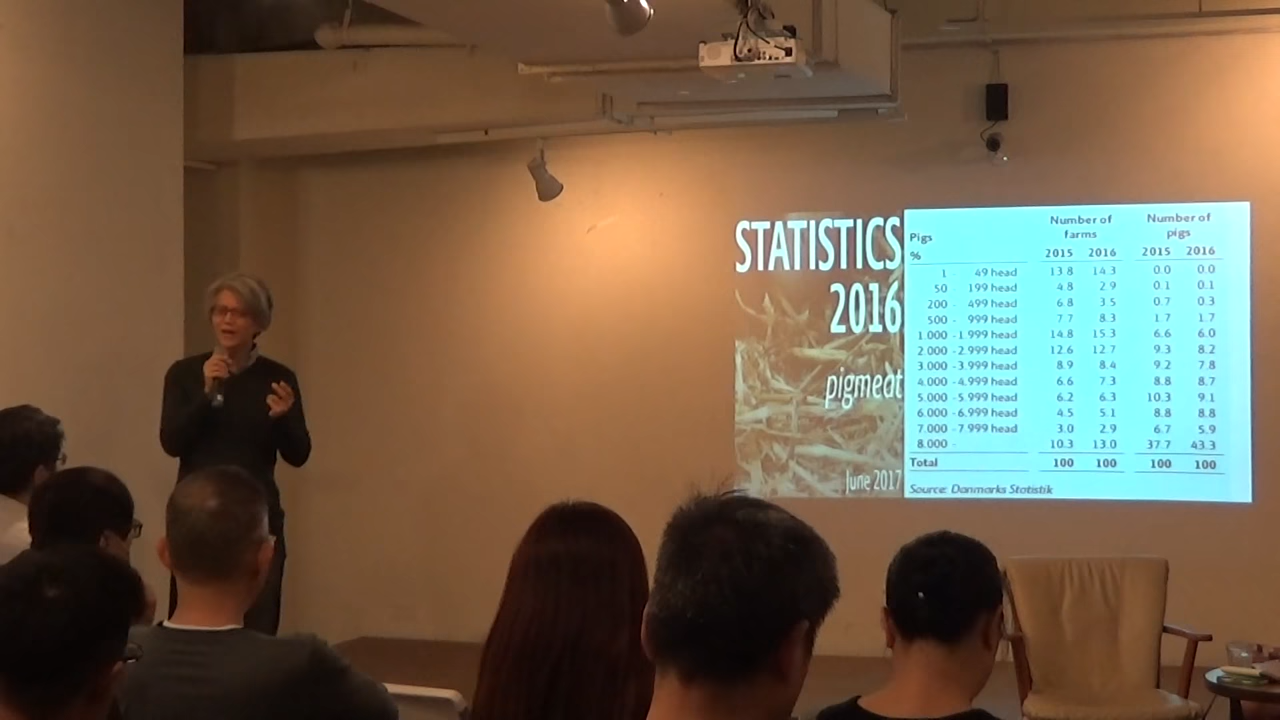 STATISTICS
2016
pigmeat
June 2017
Number of farms Number of pigs
Pigs
% 2015 2016 2015 2016
1 - 49 head 13.8 14.3 0.0 0.0
50 - 199 head 4.8 2.9 0.1 0.1
200 - 499 head 6.8 3.5 0.7 0.3
500 - 999 head 7.7 8.3 1.7 1.7
1.000 - 1.999 head 14.8 15.3 6.6 6.0
2.000 - 2.999 head 12.6 12.7 9.3 8.2
3.000 - 3.999 head 8.9 8.4 9.2 7.8
4.000 - 4.999 head 6.6 7.3 8.8 8.7
5.000 - 5.999 head 6.2 6.3 10.3 9.1
6.000 - 6.999 head 4.5 5.1 8.8 8.8
7.000 - 7.999 head 3.0 2.9 6.7 5.9
8.000 - 10.3 13.0 37.7 43.3
Total 100 100 100 100
Source: Danmarks Statistik